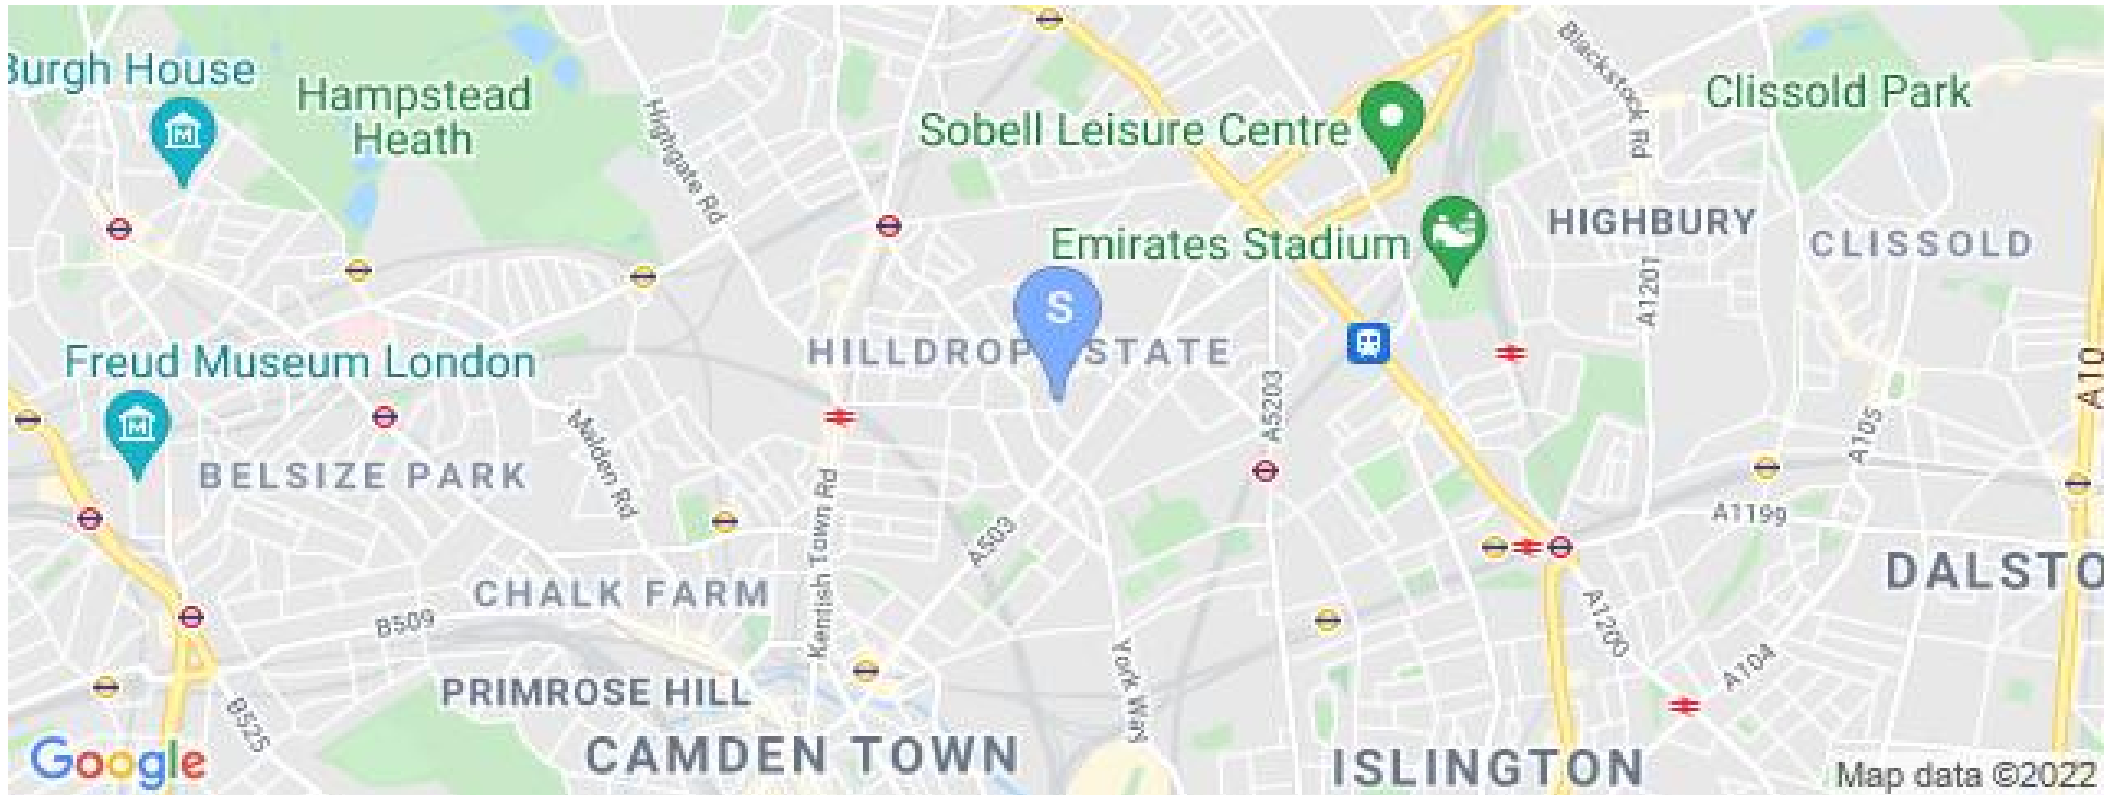 Burgh House
Hampstead
Heath
Highgate Rd
Sobell Leisure Centre
Blackstock Rd
Clissold Park
Emirates Stadium
HIGHBURY
CLISSOLD
A1201
S
HILLDROP STATE
Freud Museum London
A10
A5203
A105
Malden Rd
BELSIZE PARK
Kentish Town Rd
A503
A1199
DALSTO
CHALK FARM
B509
A1200
York Way
A104
PRIMROSE HILL
B525
CAMDEN TOWN
ISLINGTON
Google
Map data ©2022